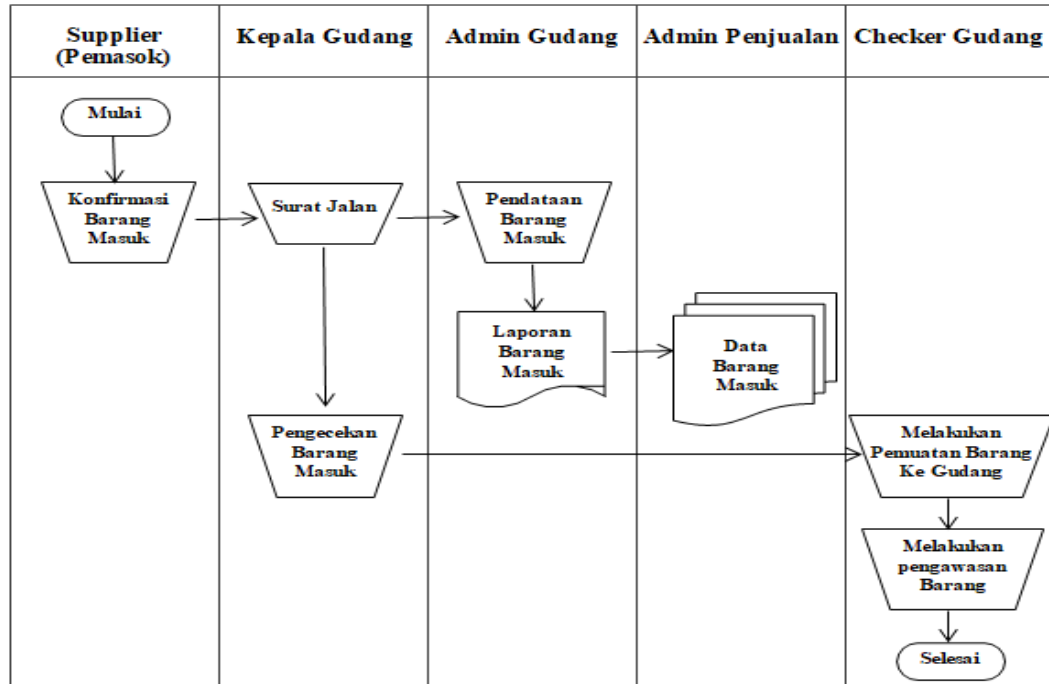 Supplier
(Pemasok)
Kepala Gudang
Admin Gudang
Admin Penjualan
Checker Gudang
Mulai
Konfirmasi
Barang
Masuk
Surat Jalan
Pendataan
Barang
Masuk
Laporan
Barang
Masuk
Data
Barang
Masuk
Pengecekan
Barang
Masuk
Melakukan
Pemuatan Barang
Ke Gudang
Melakukan
pengawasan
Barang
Selesai